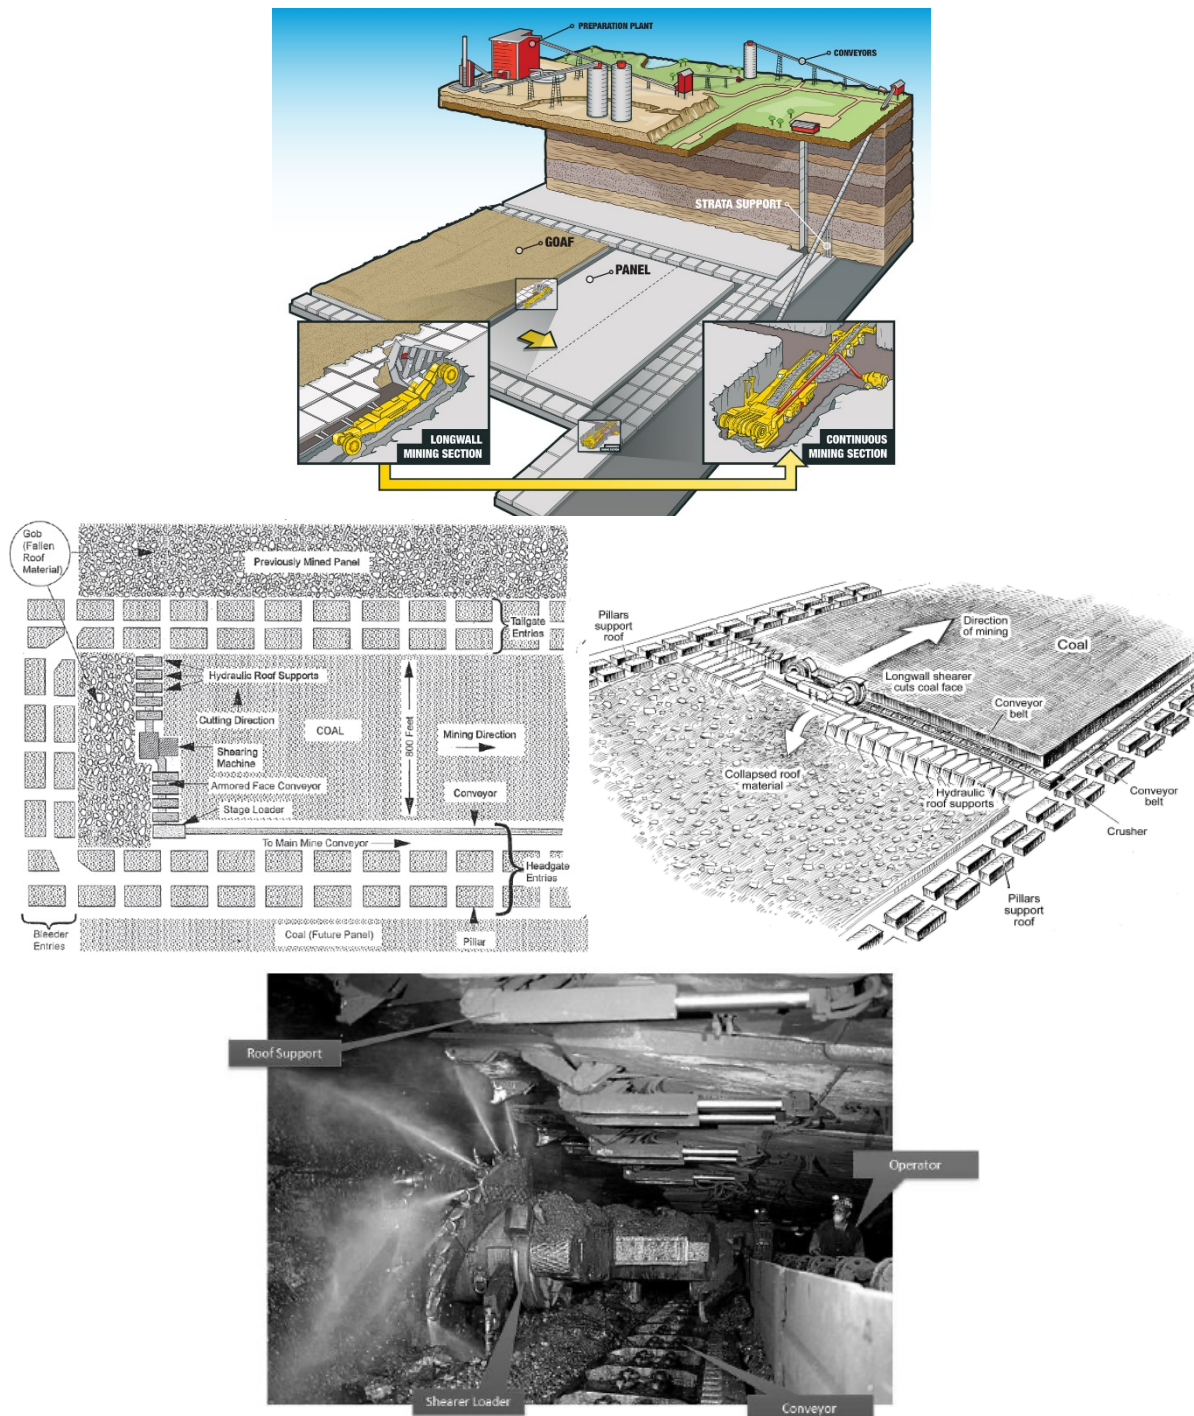 PREPARATION PLANT
CONVEYORS
STRATA SUPPORT
GOAF
PANEL
LONGWALL
MINING SECTION
CONTINUOUS
MINING SECTION
Gob
(Fallen
Roof
Material)
Previously Mined Panel
Tailgate
Entries
Hydraulic Roof Supports
Cutting Direction
COAL
800 Feet
Mining Direction
Shearing
Machine
Armored Face Conveyor
Conveyor
Stage Loader
To Main Mine Conveyor
Headgate
Entries
Bleeder
Entries
Coal (Future Panel)
Pillar
Pillars
support
roof
Direction
of mining
Coal
Longwall shearer
cuts coal face
Conveyor
belt
Collapsed roof
material
Hydraulic
roof supports
Conveyor
belt
Crusher
Pillars
support
roof
Roof Support
Operator
Shearer Loader
Conveyor